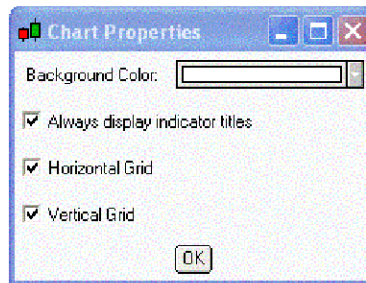 Chart Properties
Background Color:
Always display indicator titles
Horizontal Grid
Vertical Grid
OK